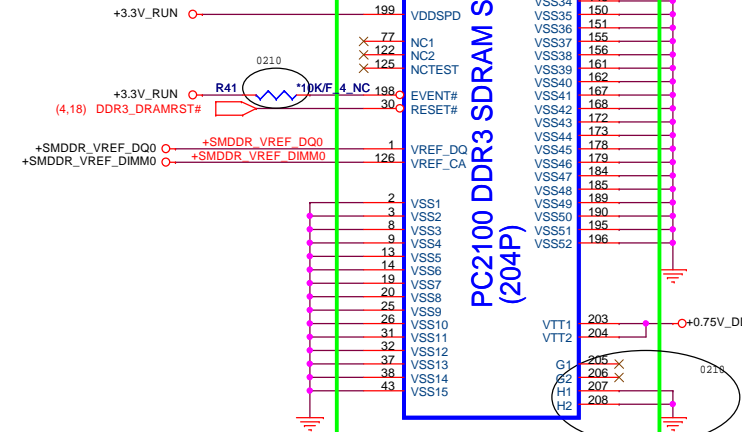 +3.3V_RUN 199 VDDSPD
77 NC1
122 NC2
125 NCTEST
0210
+3.3V_RUN R41 *10K/F_4_NC 198 EVENT#
(4,18) DDR3_DRAMRST# 30 RESET#
+SMDDR_VREF_DQ0 +SMDDR_VREF_DQ0 1 VREF_DQ
+SMDDR_VREF_DIMM0 +SMDDR_VREF_DIMM0 126 VREF_CA
2 VSS1
3 VSS2
8 VSS3
9 VSS4
13 VSS5
14 VSS6
19 VSS7
20 VSS8
25 VSS9
26 VSS10
31 VSS11
32 VSS12
37 VSS13
38 VSS14
43 VSS15
PC2100 DDR3 SDRAM S
(204P)
VSS34
VSS35 150
VSS36 151
VSS37 155
VSS38 156
VSS39 161
VSS40 162
VSS41 167
VSS42 168
VSS43 172
VSS44 173
VSS45 178
VSS46 179
VSS47 184
VSS48 185
VSS49 189
VSS50 190
VSS51 195
VSS52 196
VTT1 203 +0.75V_D
VTT2 204
G1 205
G2 206
H1 207
H2 208
0210